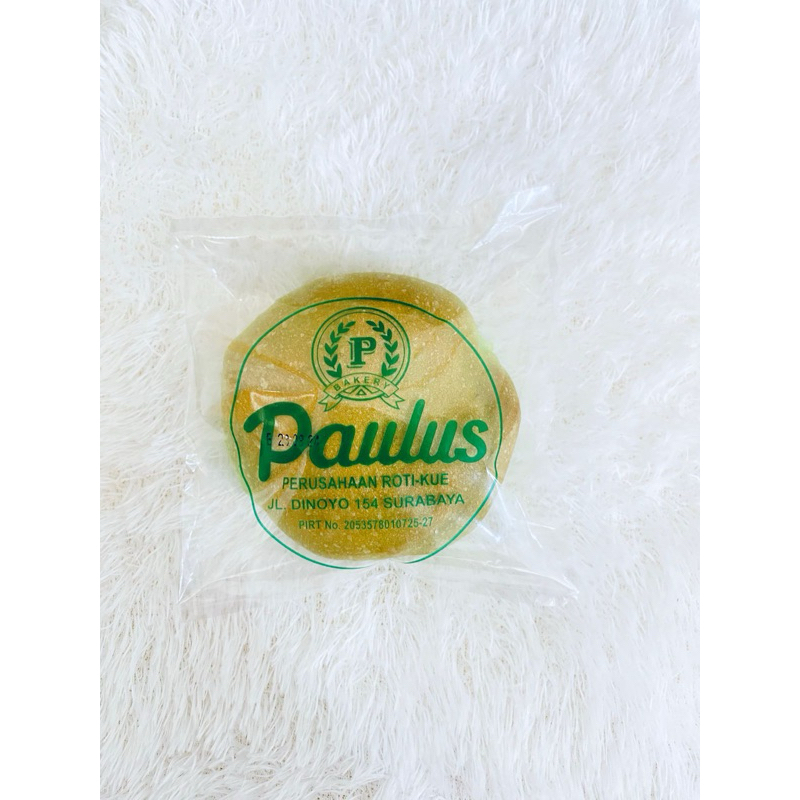 P
BAKERY
Paulus
PERUSAHAAN ROTI-KUE
JL. DINOYO 154 SURABAYA
PIRT No. 2053578010725-27